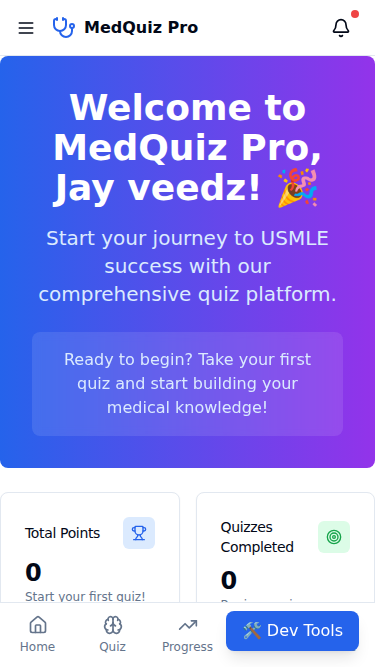 MedQuiz Pro
Welcome to
MedQuiz Pro,
Jay veedz! 🎉
Start your journey to USMLE
success with our
comprehensive quiz platform.
Ready to begin? Take your first
quiz and start building your
medical knowledge!
Total Points
0
Start your first quiz!
Quizzes
Completed
0
Home
Quiz
Progress
🛠️ Dev Tools